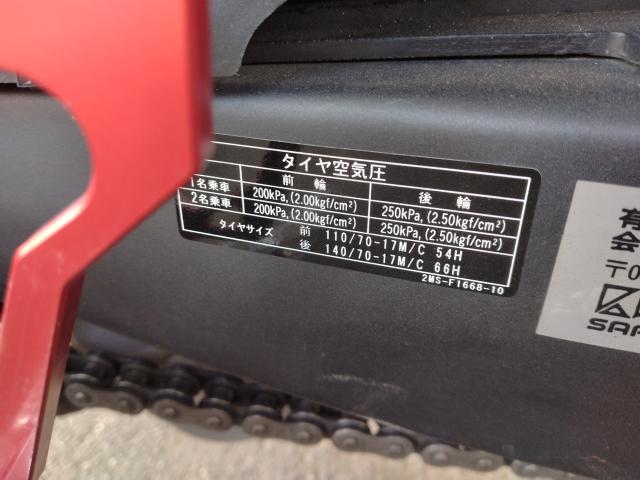 タイヤ空気圧
前輪 後輪
1名乗車 200kPa,(2.00kgf/cm²) 250kPa,(2.50kgf/cm²)
2名乗車 200kPa,(2.00kgf/cm²) 250kPa,(2.50kgf/cm²)
タイヤサイズ 前 110/70-17M/C 54H
後 140/70-17M/C 66H
2MS-F1668-10
会
〒0